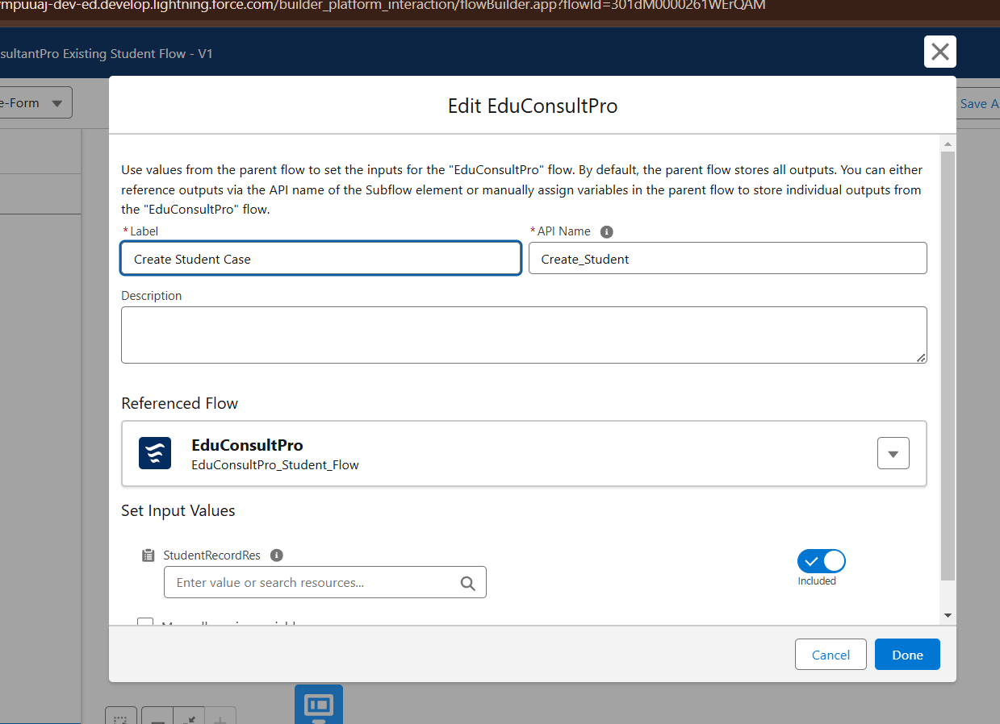 mpuuaj-dev-ed.develop.lightning.force.com/builder_platform_interaction/flowBuilder.app?flowId=301dM0000261WErQAM
sultantPro Existing Student Flow - V1
e-Form
Save A
Edit EduConsultPro
Use values from the parent flow to set the inputs for the "EduConsultPro" flow. By default, the parent flow stores all outputs. You can either
reference outputs via the API name of the Subflow element or manually assign variables in the parent flow to store individual outputs from
the "EduConsultPro" flow.
*Label
*API Name
Create Student Case
Create_Student
Description
Referenced Flow
EduConsultPro
EduConsultPro_Student_Flow
Set Input Values
StudentRecordRes
Enter value or search resources...
Included
Cancel
Done